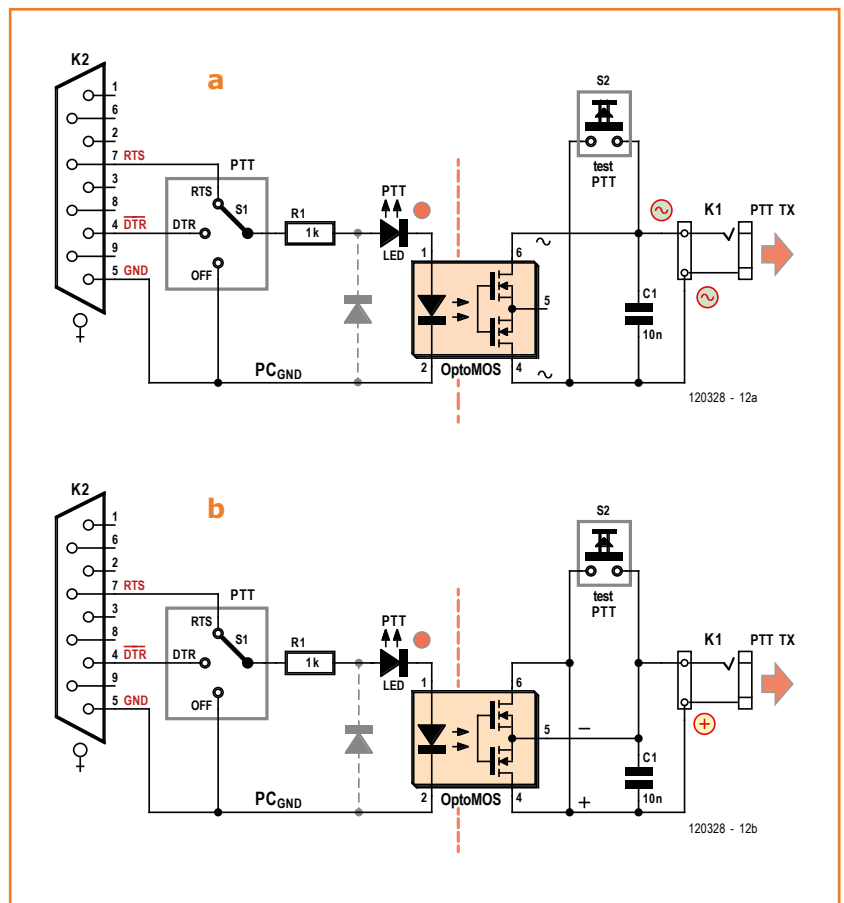 a
K2
1
6
2
7 RTS
3
8
4 DTR
9
5 GND
PTT
RTS
S1
DTR
OFF
R1
1k
PTT
LED
PCGND
1
2
6
5
4
OptoMOS
~
~
S2
test
PTT
C1
10n
~
~
K1
PTT TX
120328 - 12a
b
K2
1
6
2
7 RTS
3
8
4 DTR
9
5 GND
PTT
RTS
S1
DTR
OFF
R1
1k
PTT
LED
PCGND
1
2
6
5
4
OptoMOS
–
+
S2
test
PTT
C1
10n
+
K1
PTT TX
120328 - 12b